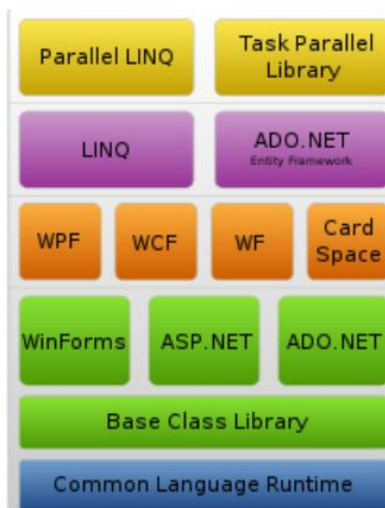 Parallel LINQ
Task Parallel
Library
LINQ
ADO.NET
Entity Framework
WPF
WCF
WF
Card
Space
WinForms
ASP.NET
ADO.NET
Base Class Library
Common Language Runtime